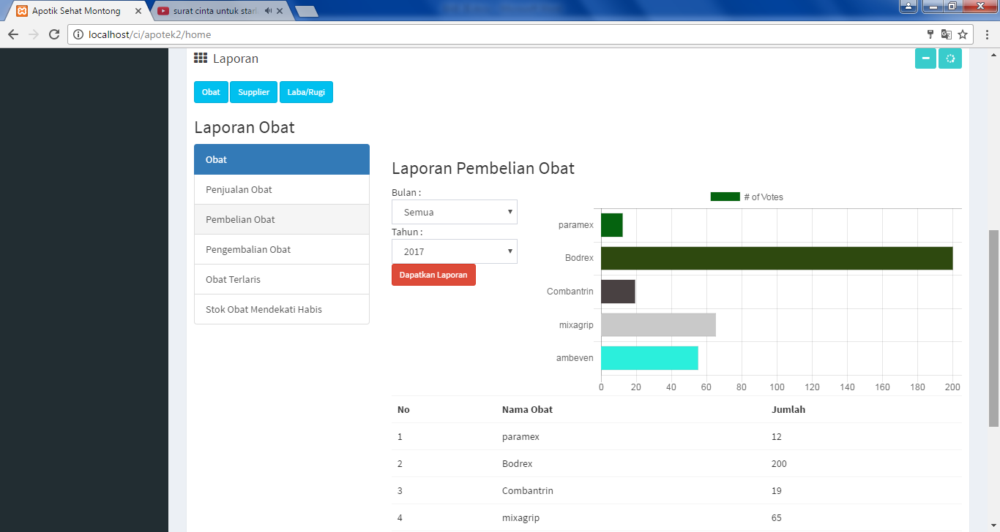 Apotik Sehat Montong
surat cinta untuk starl
localhost/ci/apotek2/home
Laporan
Obat Supplier Laba/Rugi
Laporan Obat
Obat
Penjualan Obat
Pembelian Obat
Pengembalian Obat
Obat Terlaris
Stok Obat Mendekati Habis
Laporan Pembelian Obat
Bulan :
Semua
Tahun :
2017
Dapatkan Laporan
# of Votes
paramex
Bodrex
Combantrin
mixagrip
ambeven
0 20 40 60 80 100 120 140 160 180 200
No Nama Obat Jumlah
1 paramex 12
2 Bodrex 200
3 Combantrin 19
4 mixagrip 65